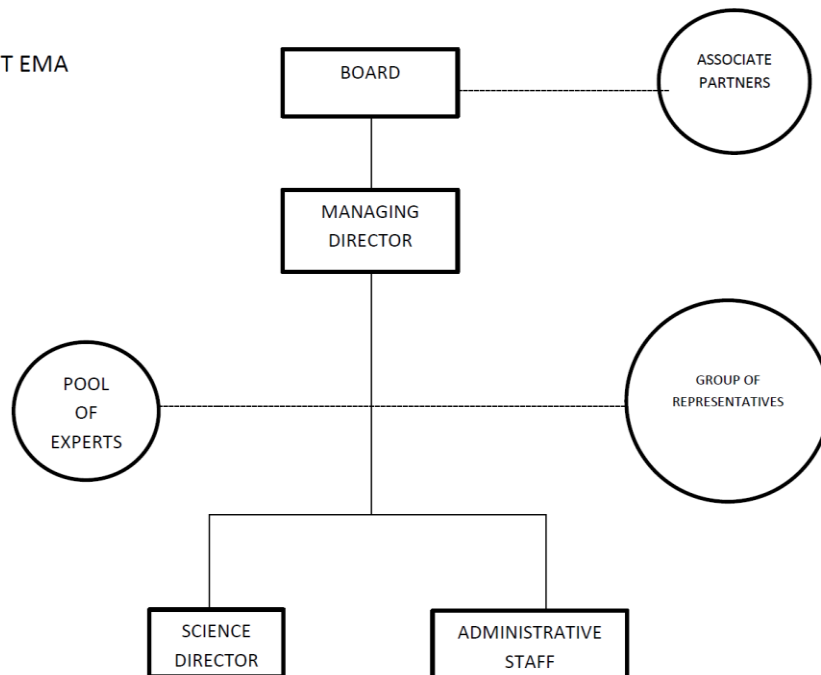 T EMA
BOARD
ASSOCIATE
PARTNERS
MANAGING
DIRECTOR
POOL
OF
EXPERTS
GROUP OF
REPRESENTATIVES
SCIENCE
DIRECTOR
ADMINISTRATIVE
STAFF